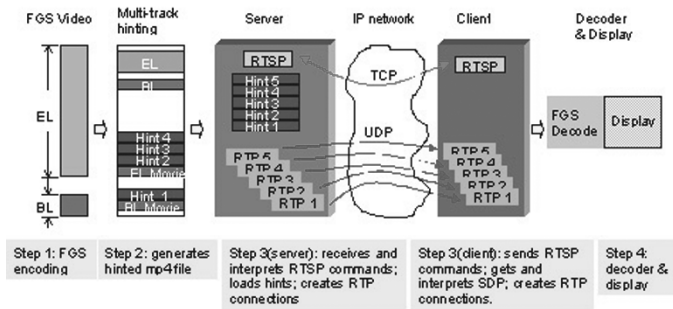 FGS Video
Multi-track
hinting
Server
IP network
Client
Decoder
& Display
EL
BL
EL
BL
Hint 4
Hint 3
Hint 2
EL Movie
Hint 1
BL Movie
RTSP
Hint 5
Hint 4
Hint 3
Hint 2
Hint 1
RTP 5
RTP 4
RTP 3
RTP 2
RTP 1
TCP
UDP
RTSP
RTP 5
RTP 4
RTP 3
RTP 2
RTP 1
FGS
Decode
Display
Step 1: FGS
encoding
Step 2: generates
hinted mp4 file
Step 3(server): receives and
interprets RTSP commands;
loads hints; creates RTP
connections
Step 3(client): sends RTSP
commands; gets and
interprets SDP; creates RTP
connections.
Step 4:
decoder &
display